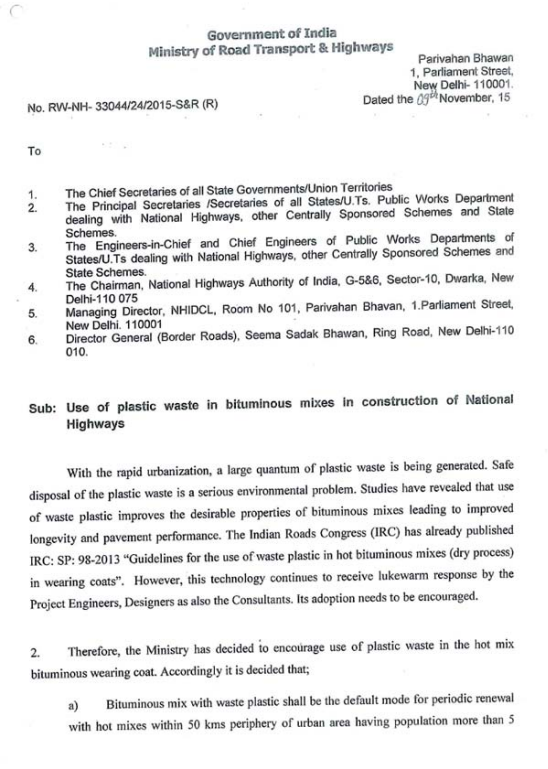 Government of India
Ministry of Road Transport & Highways
Parivahan Bhawan
1, Parliament Street,
New Delhi- 110001.
Dated the 09th November, 15
No. RW-NH- 33044/24/2015-S&R (R)
To
1. The Chief Secretaries of all State Governments/Union Territories
2. The Principal Secretaries /Secretaries of all States/U.Ts. Public Works Department
dealing with National Highways, other Centrally Sponsored Schemes and State
Schemes.
3. The Engineers-in-Chief and Chief Engineers of Public Works Departments of
States/U.Ts dealing with National Highways, other Centrally Sponsored Schemes and
State Schemes.
4. The Chairman, National Highways Authority of India, G-5&6, Sector-10, Dwarka, New
Delhi-110 075
5. Managing Director, NHIDCL, Room No 101, Parivahan Bhavan, 1.Parliament Street,
New Delhi. 110001
6. Director General (Border Roads), Seema Sadak Bhawan, Ring Road, New Delhi-110
010.
Sub: Use of plastic waste in bituminous mixes in construction of National
Highways
With the rapid urbanization, a large quantum of plastic waste is being generated. Safe
disposal of the plastic waste is a serious environmental problem. Studies have revealed that use
of waste plastic improves the desirable properties of bituminous mixes leading to improved
longevity and pavement performance. The Indian Roads Congress (IRC) has already published
IRC: SP: 98-2013 “Guidelines for the use of waste plastic in hot bituminous mixes (dry process)
in wearing coats”. However, this technology continues to receive lukewarm response by the
Project Engineers, Designers as also the Consultants. Its adoption needs to be encouraged.
2. Therefore, the Ministry has decided to encourage use of plastic waste in the hot mix
bituminous wearing coat. Accordingly it is decided that;
a) Bituminous mix with waste plastic shall be the default mode for periodic renewal
with hot mixes within 50 kms periphery of urban area having population more than 5